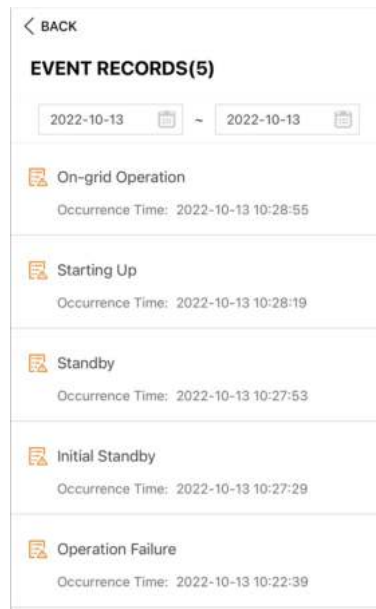 BACK
EVENT RECORDS(5)
2022-10-13 ~ 2022-10-13
On-grid Operation
Occurrence Time: 2022-10-13 10:28:55
Starting Up
Occurrence Time: 2022-10-13 10:28:19
Standby
Occurrence Time: 2022-10-13 10:27:53
Initial Standby
Occurrence Time: 2022-10-13 10:27:29
Operation Failure
Occurrence Time: 2022-10-13 10:22:39